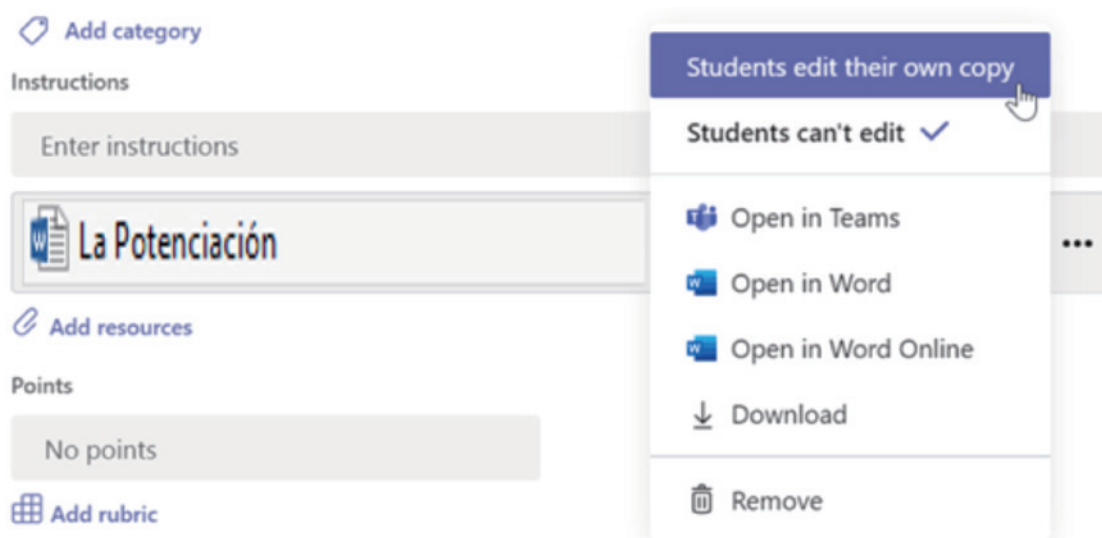 Add category
Instructions
Enter instructions
La Potenciación
Add resources
Points
No points
Add rubric
Students edit their own copy
Students can't edit
Open in Teams
Open in Word
Open in Word Online
Download
Remove